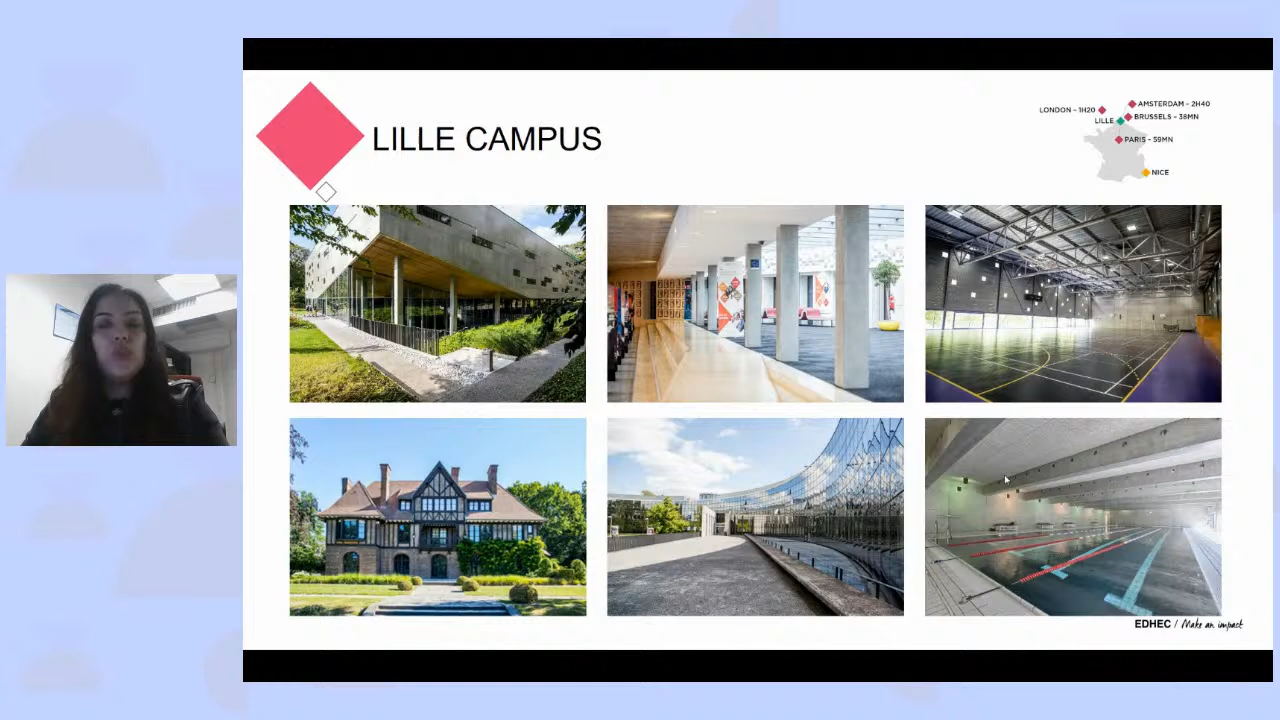 LILLE CAMPUS
LONDON - 1H20
AMSTERDAM - 2H40
LILLE
BRUSSELS - 38MN
PARIS - 59MN
NICE
EDHEC / Make an impact